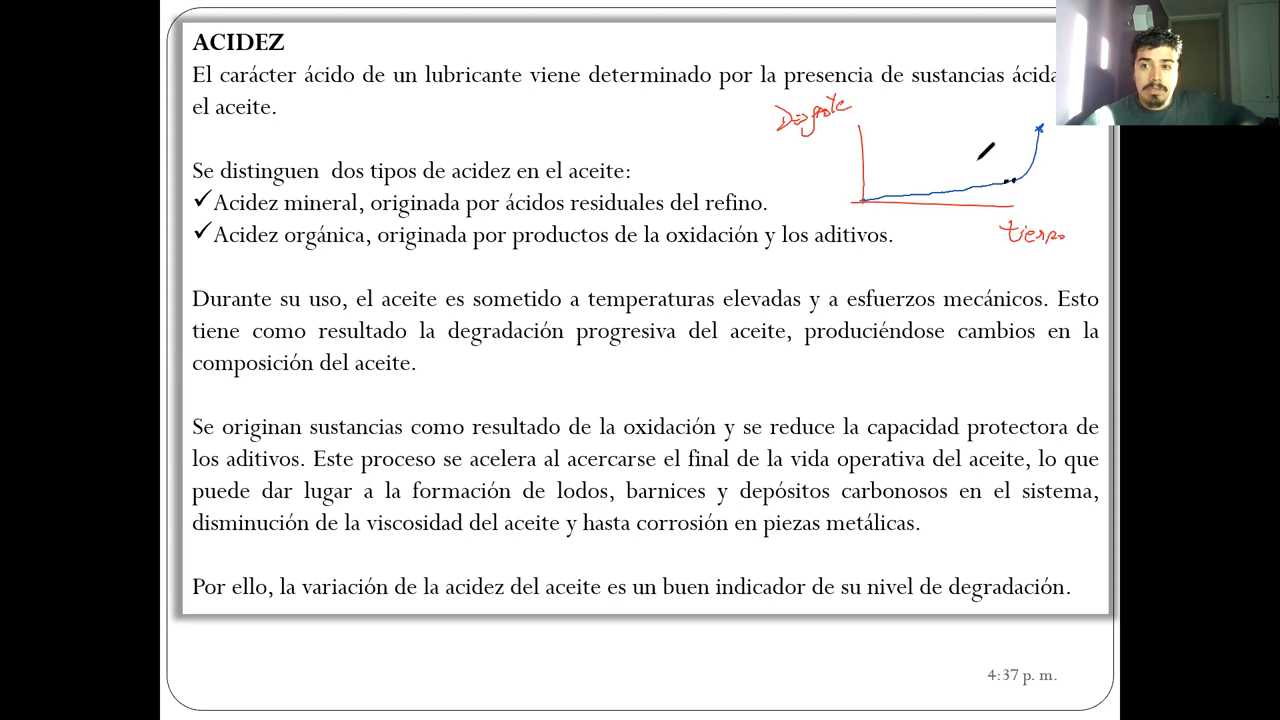 ACIDEZ
El carácter ácido de un lubricante viene determinado por la presencia de sustancias ácida
el aceite.
Desgaste
Se distinguen dos tipos de acidez en el aceite:
✓Acidez mineral, originada por ácidos residuales del refino.
✓Acidez orgánica, originada por productos de la oxidación y los aditivos.
tiempo
Durante su uso, el aceite es sometido a temperaturas elevadas y a esfuerzos mecánicos. Esto
tiene como resultado la degradación progresiva del aceite, produciéndose cambios en la
composición del aceite.
Se originan sustancias como resultado de la oxidación y se reduce la capacidad protectora de
los aditivos. Este proceso se acelera al acercarse el final de la vida operativa del aceite, lo que
puede dar lugar a la formación de lodos, barnices y depósitos carbonosos en el sistema,
disminución de la viscosidad del aceite y hasta corrosión en piezas metálicas.
Por ello, la variación de la acidez del aceite es un buen indicador de su nivel de degradación.
4:37 p. m.